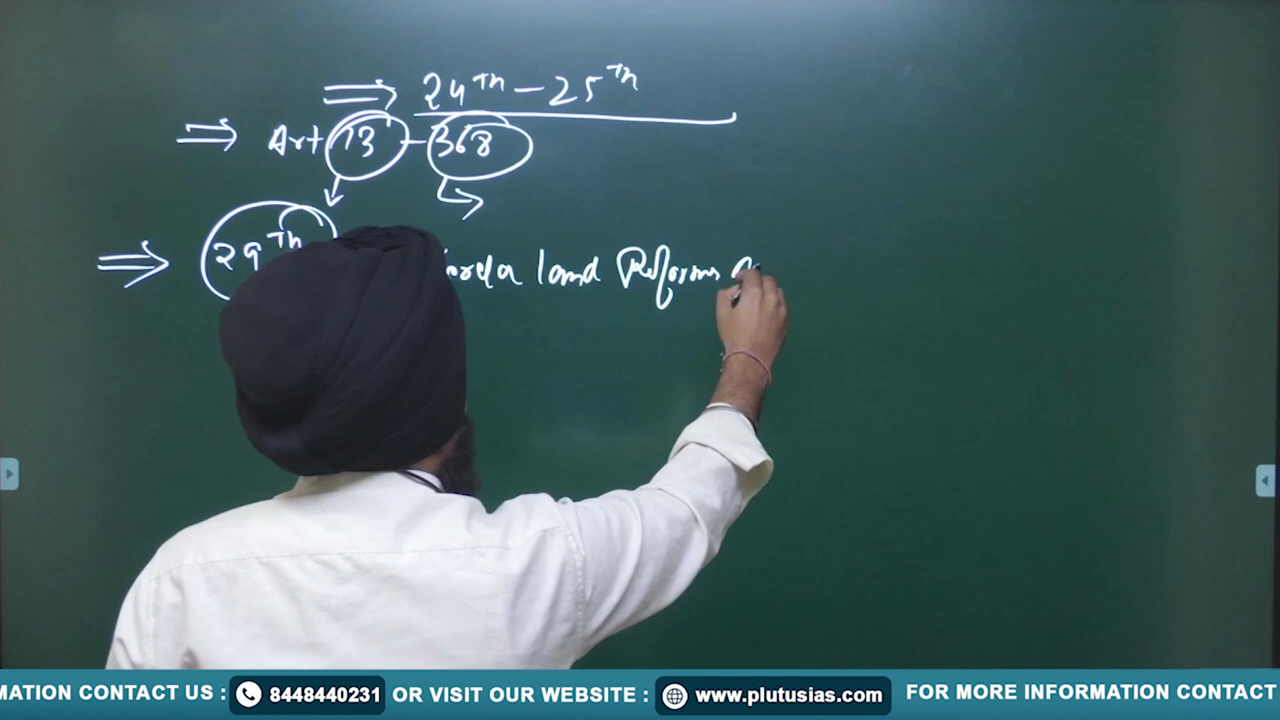 ⇒ 24Th - 25Th
⇒ Art 13 - 368
⇒ 29Th land Reforms
MATION CONTACT US : 8448440231 OR VISIT OUR WEBSITE : www.plutusias.com FOR MORE INFORMATION CONTACT